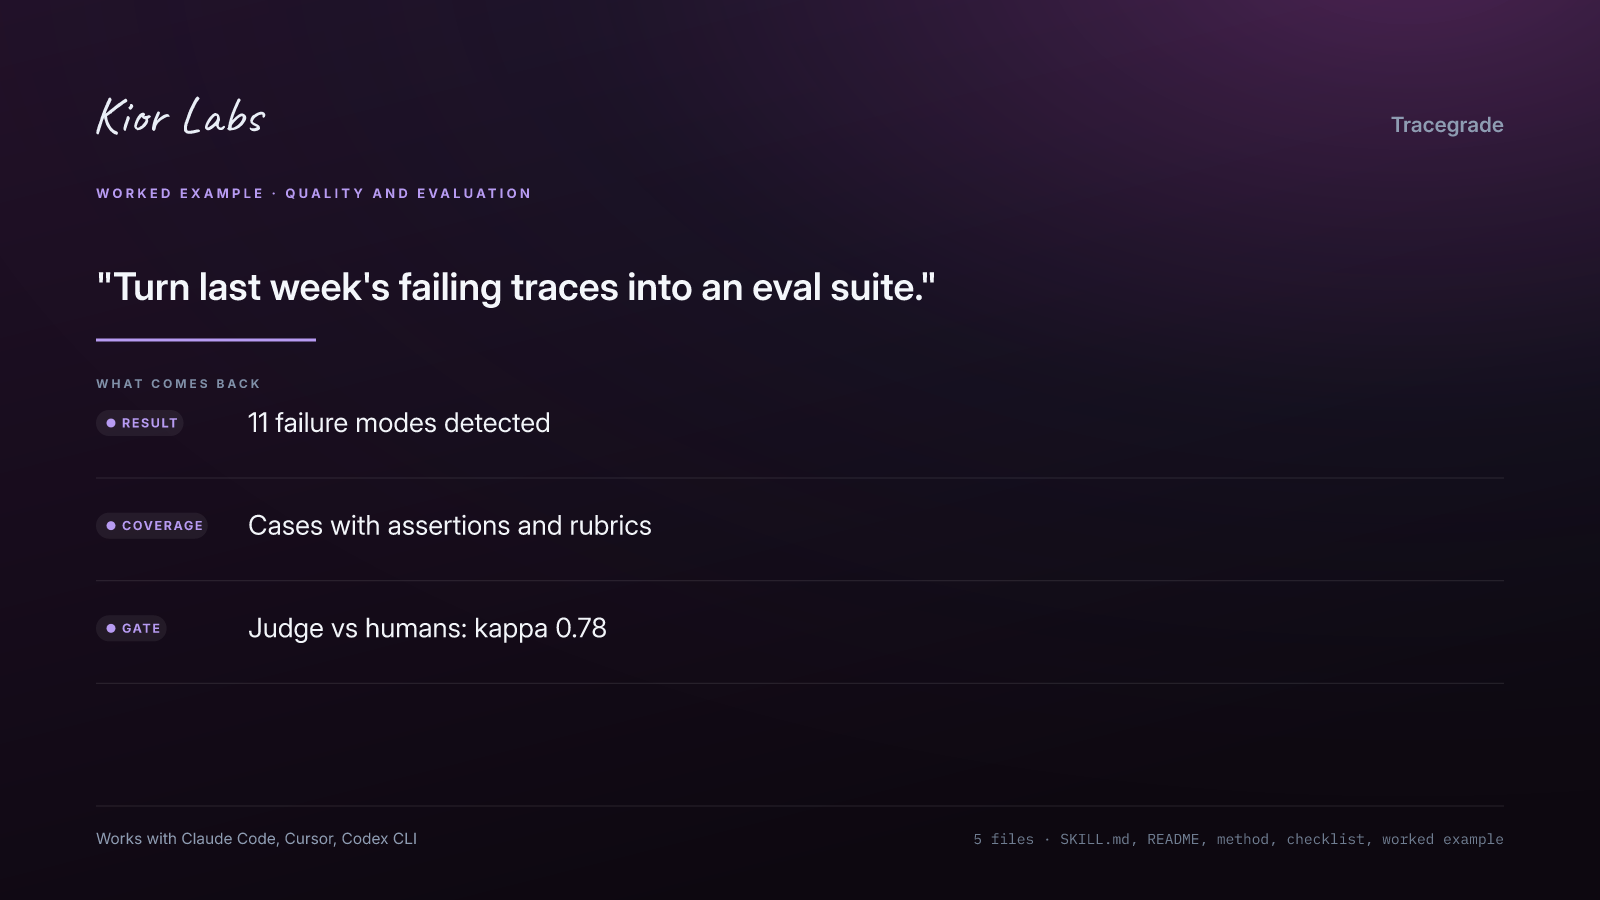 Kior Labs
Tracegrade
WORKED EXAMPLE · QUALITY AND EVALUATION
"Turn last week's failing traces into an eval suite."
WHAT COMES BACK
RESULT 11 failure modes detected
COVERAGE Cases with assertions and rubrics
GATE Judge vs humans: kappa 0.78
Works with Claude Code, Cursor, Codex CLI
5 files · SKILL.md, README, method, checklist, worked example